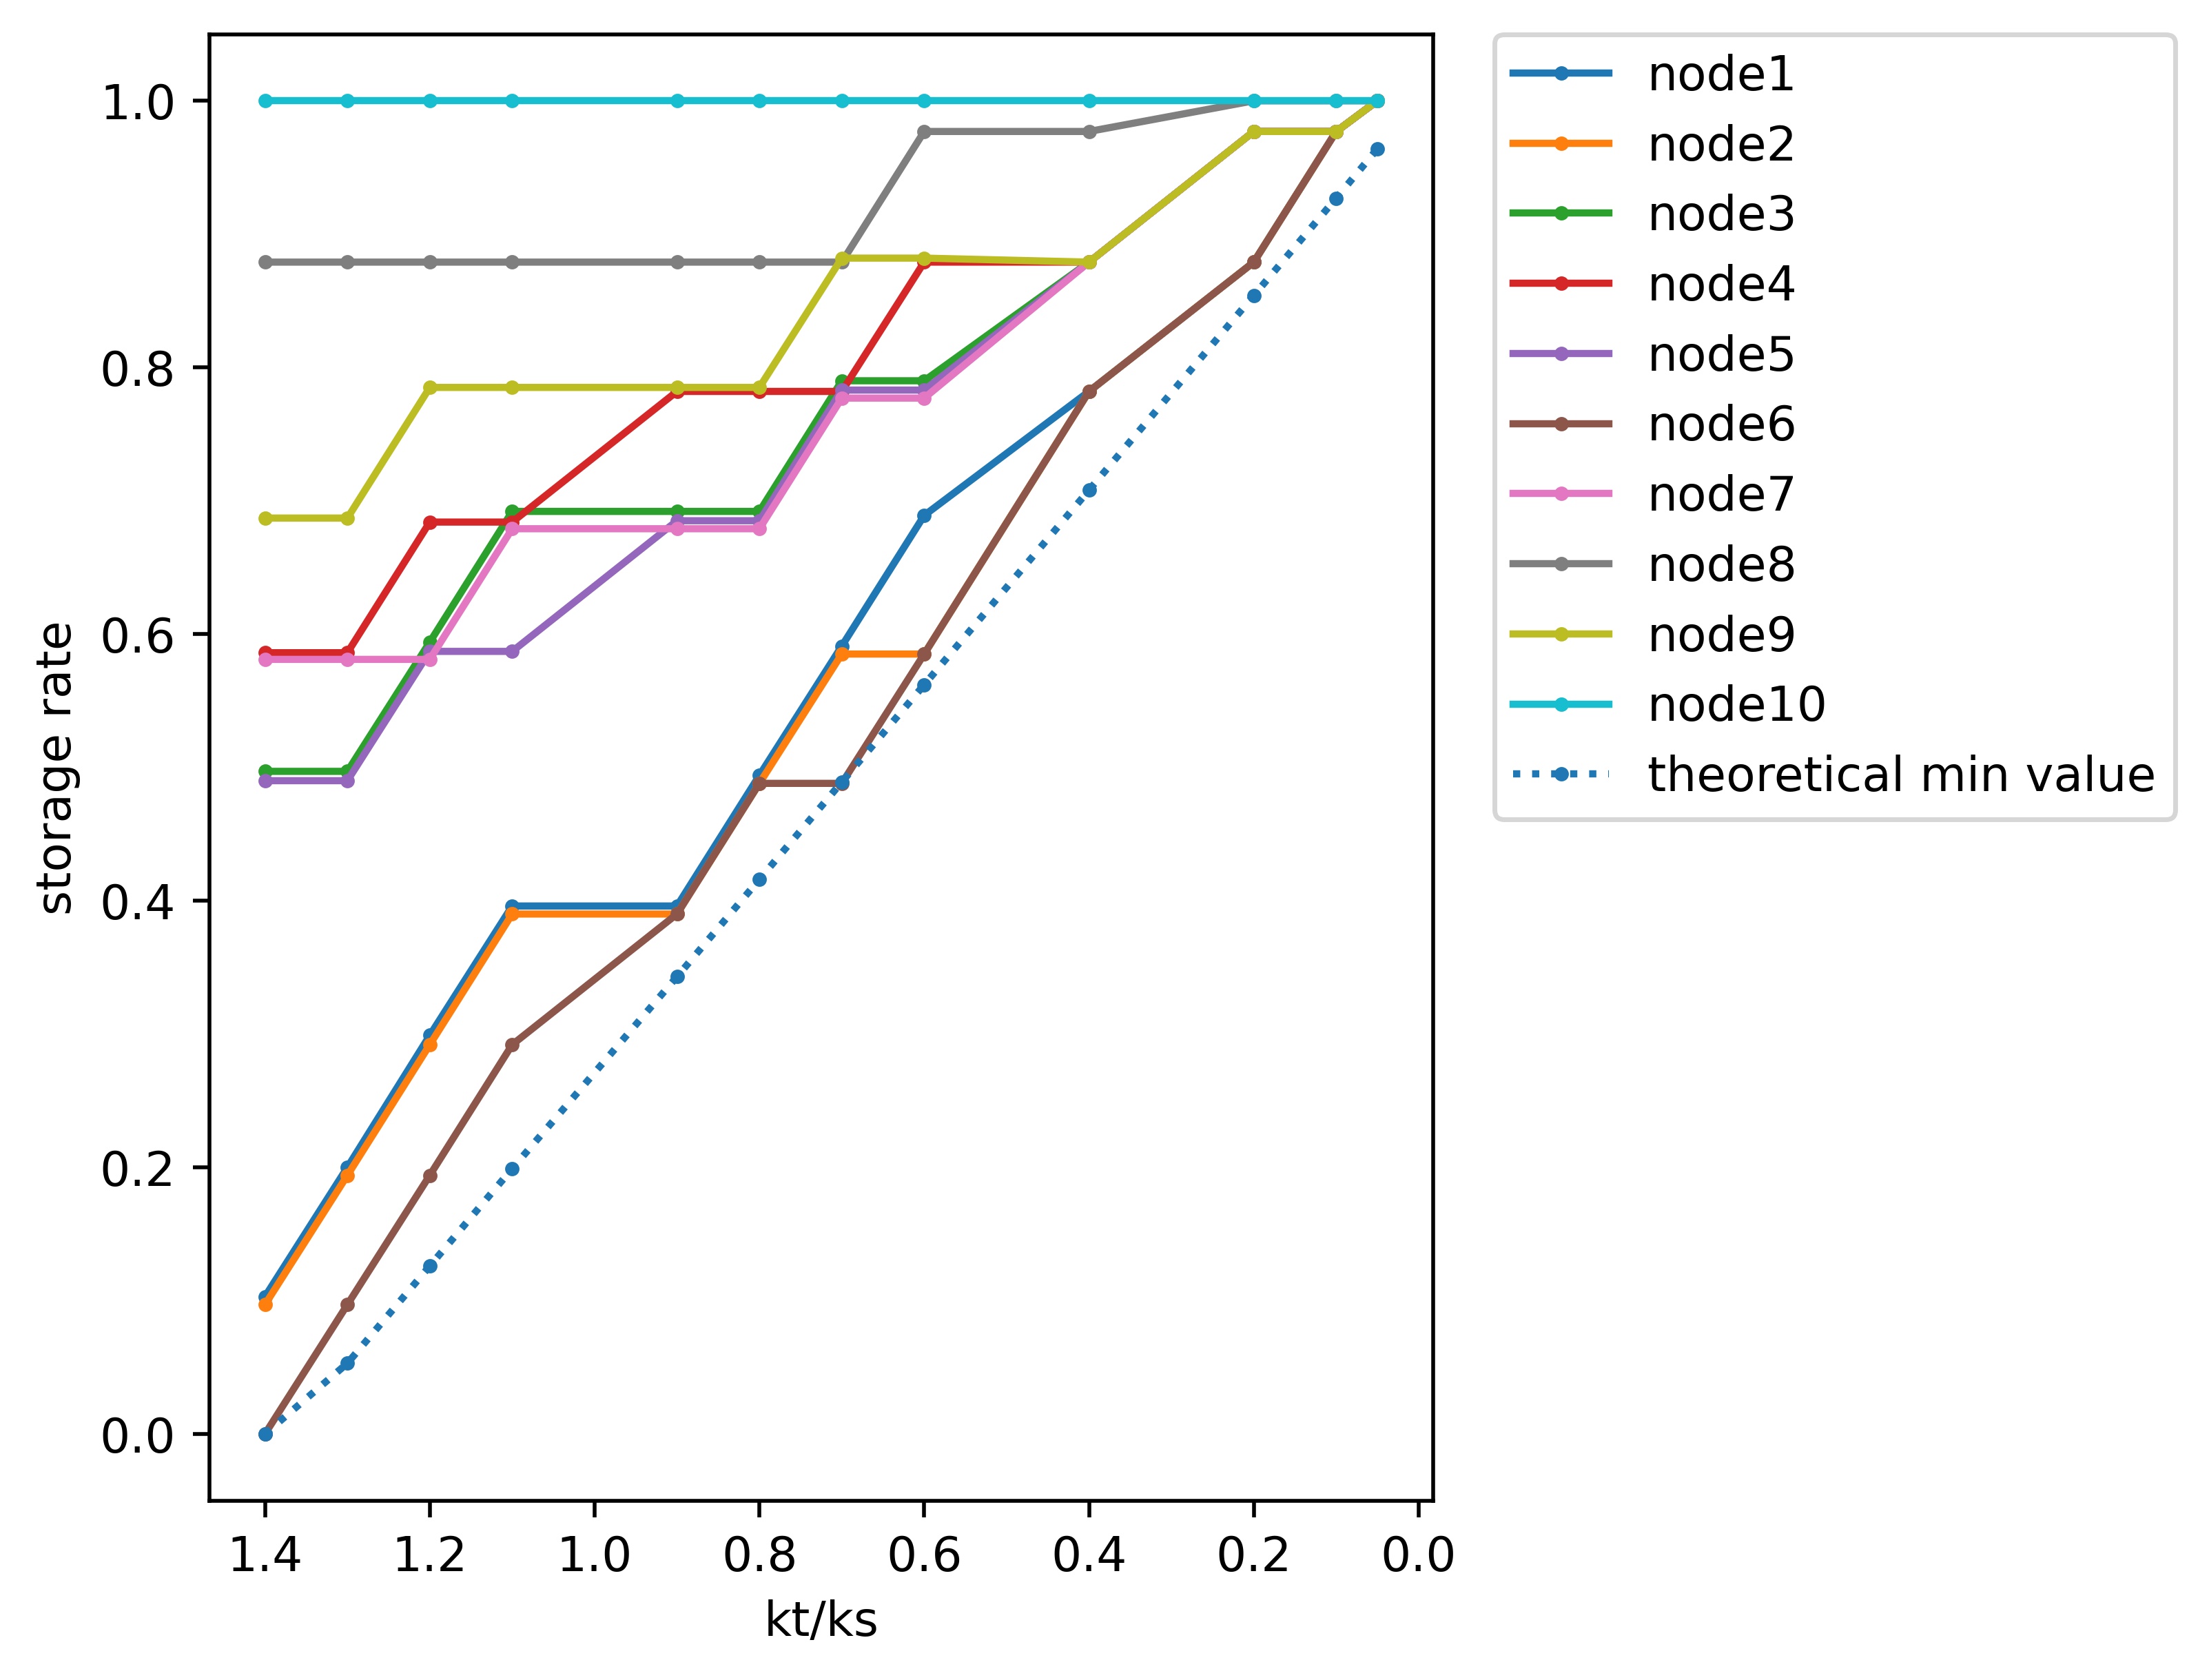 storage rate
1.0
0.8
0.6
0.4
0.2
0.0
1.4 1.2 1.0 0.8 0.6 0.4 0.2 0.0
kt/ks
node1
node2
node3
node4
node5
node6
node7
node8
node9
node10
theoretical min value